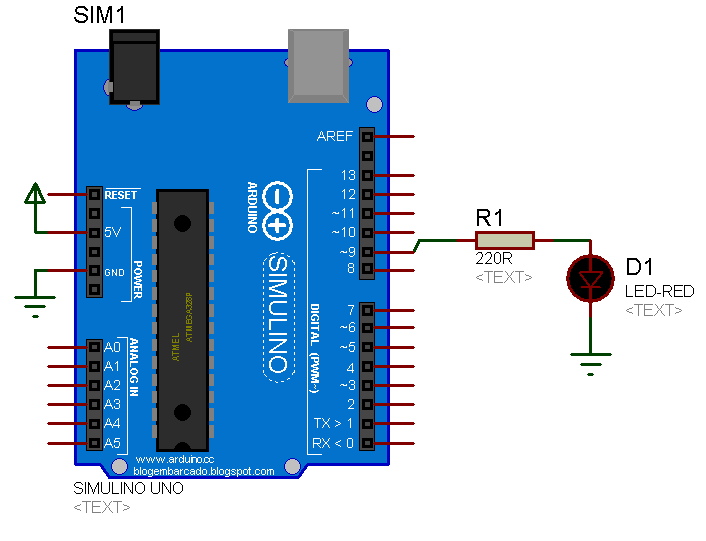 SIM1
AREF
13
12
~11
~10
~9
8
RESET
5V
GND
POWER
ARDUINO
SIMULINO
ATMEL
ATMEGA328P
DIGITAL (PWM~)
7
~6
~5
4
~3
2
TX > 1
RX < 0
A0
A1
A2
A3
A4
A5
ANALOG IN
www.arduino.cc
blogembarcado.blogspot.com
SIMULINO UNO
<TEXT>
R1
220R
<TEXT>
D1
LED-RED
<TEXT>